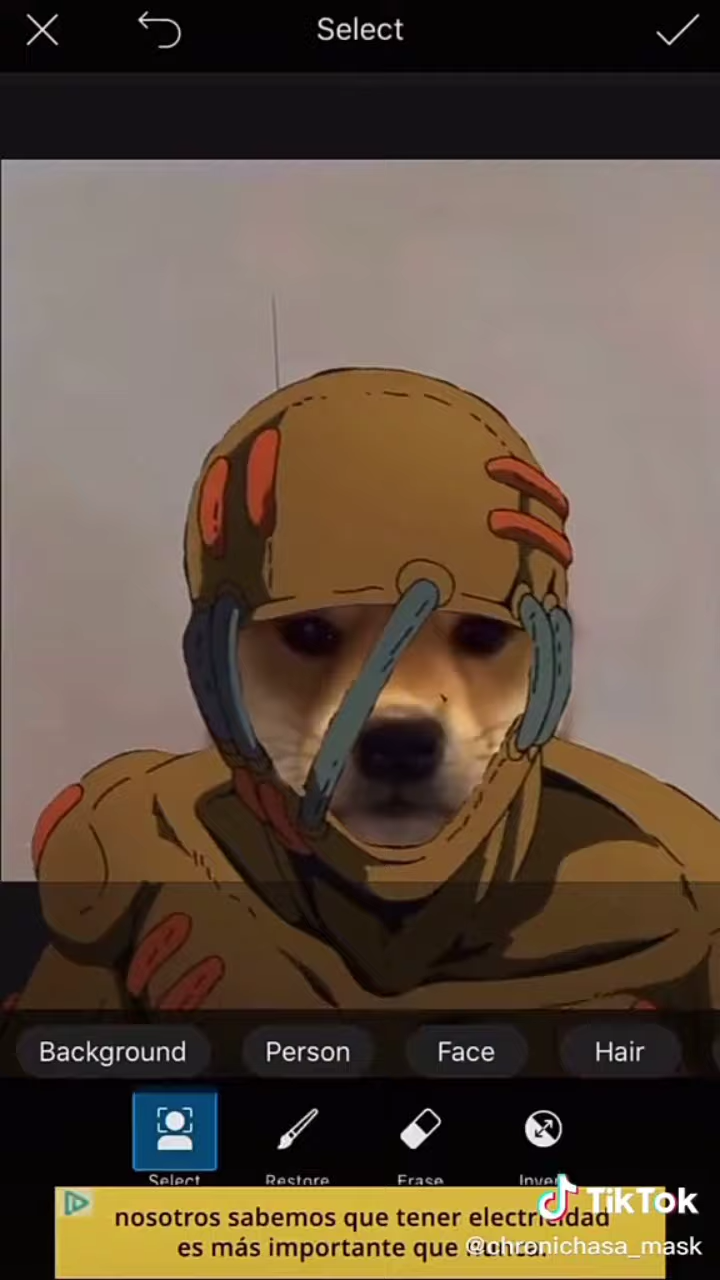 Select
Background
Person
Face
Hair
Select
Restore
Erase
TikTok
nosotros sabemos que tener electricidad
es más importante que
@chronichasa_mask